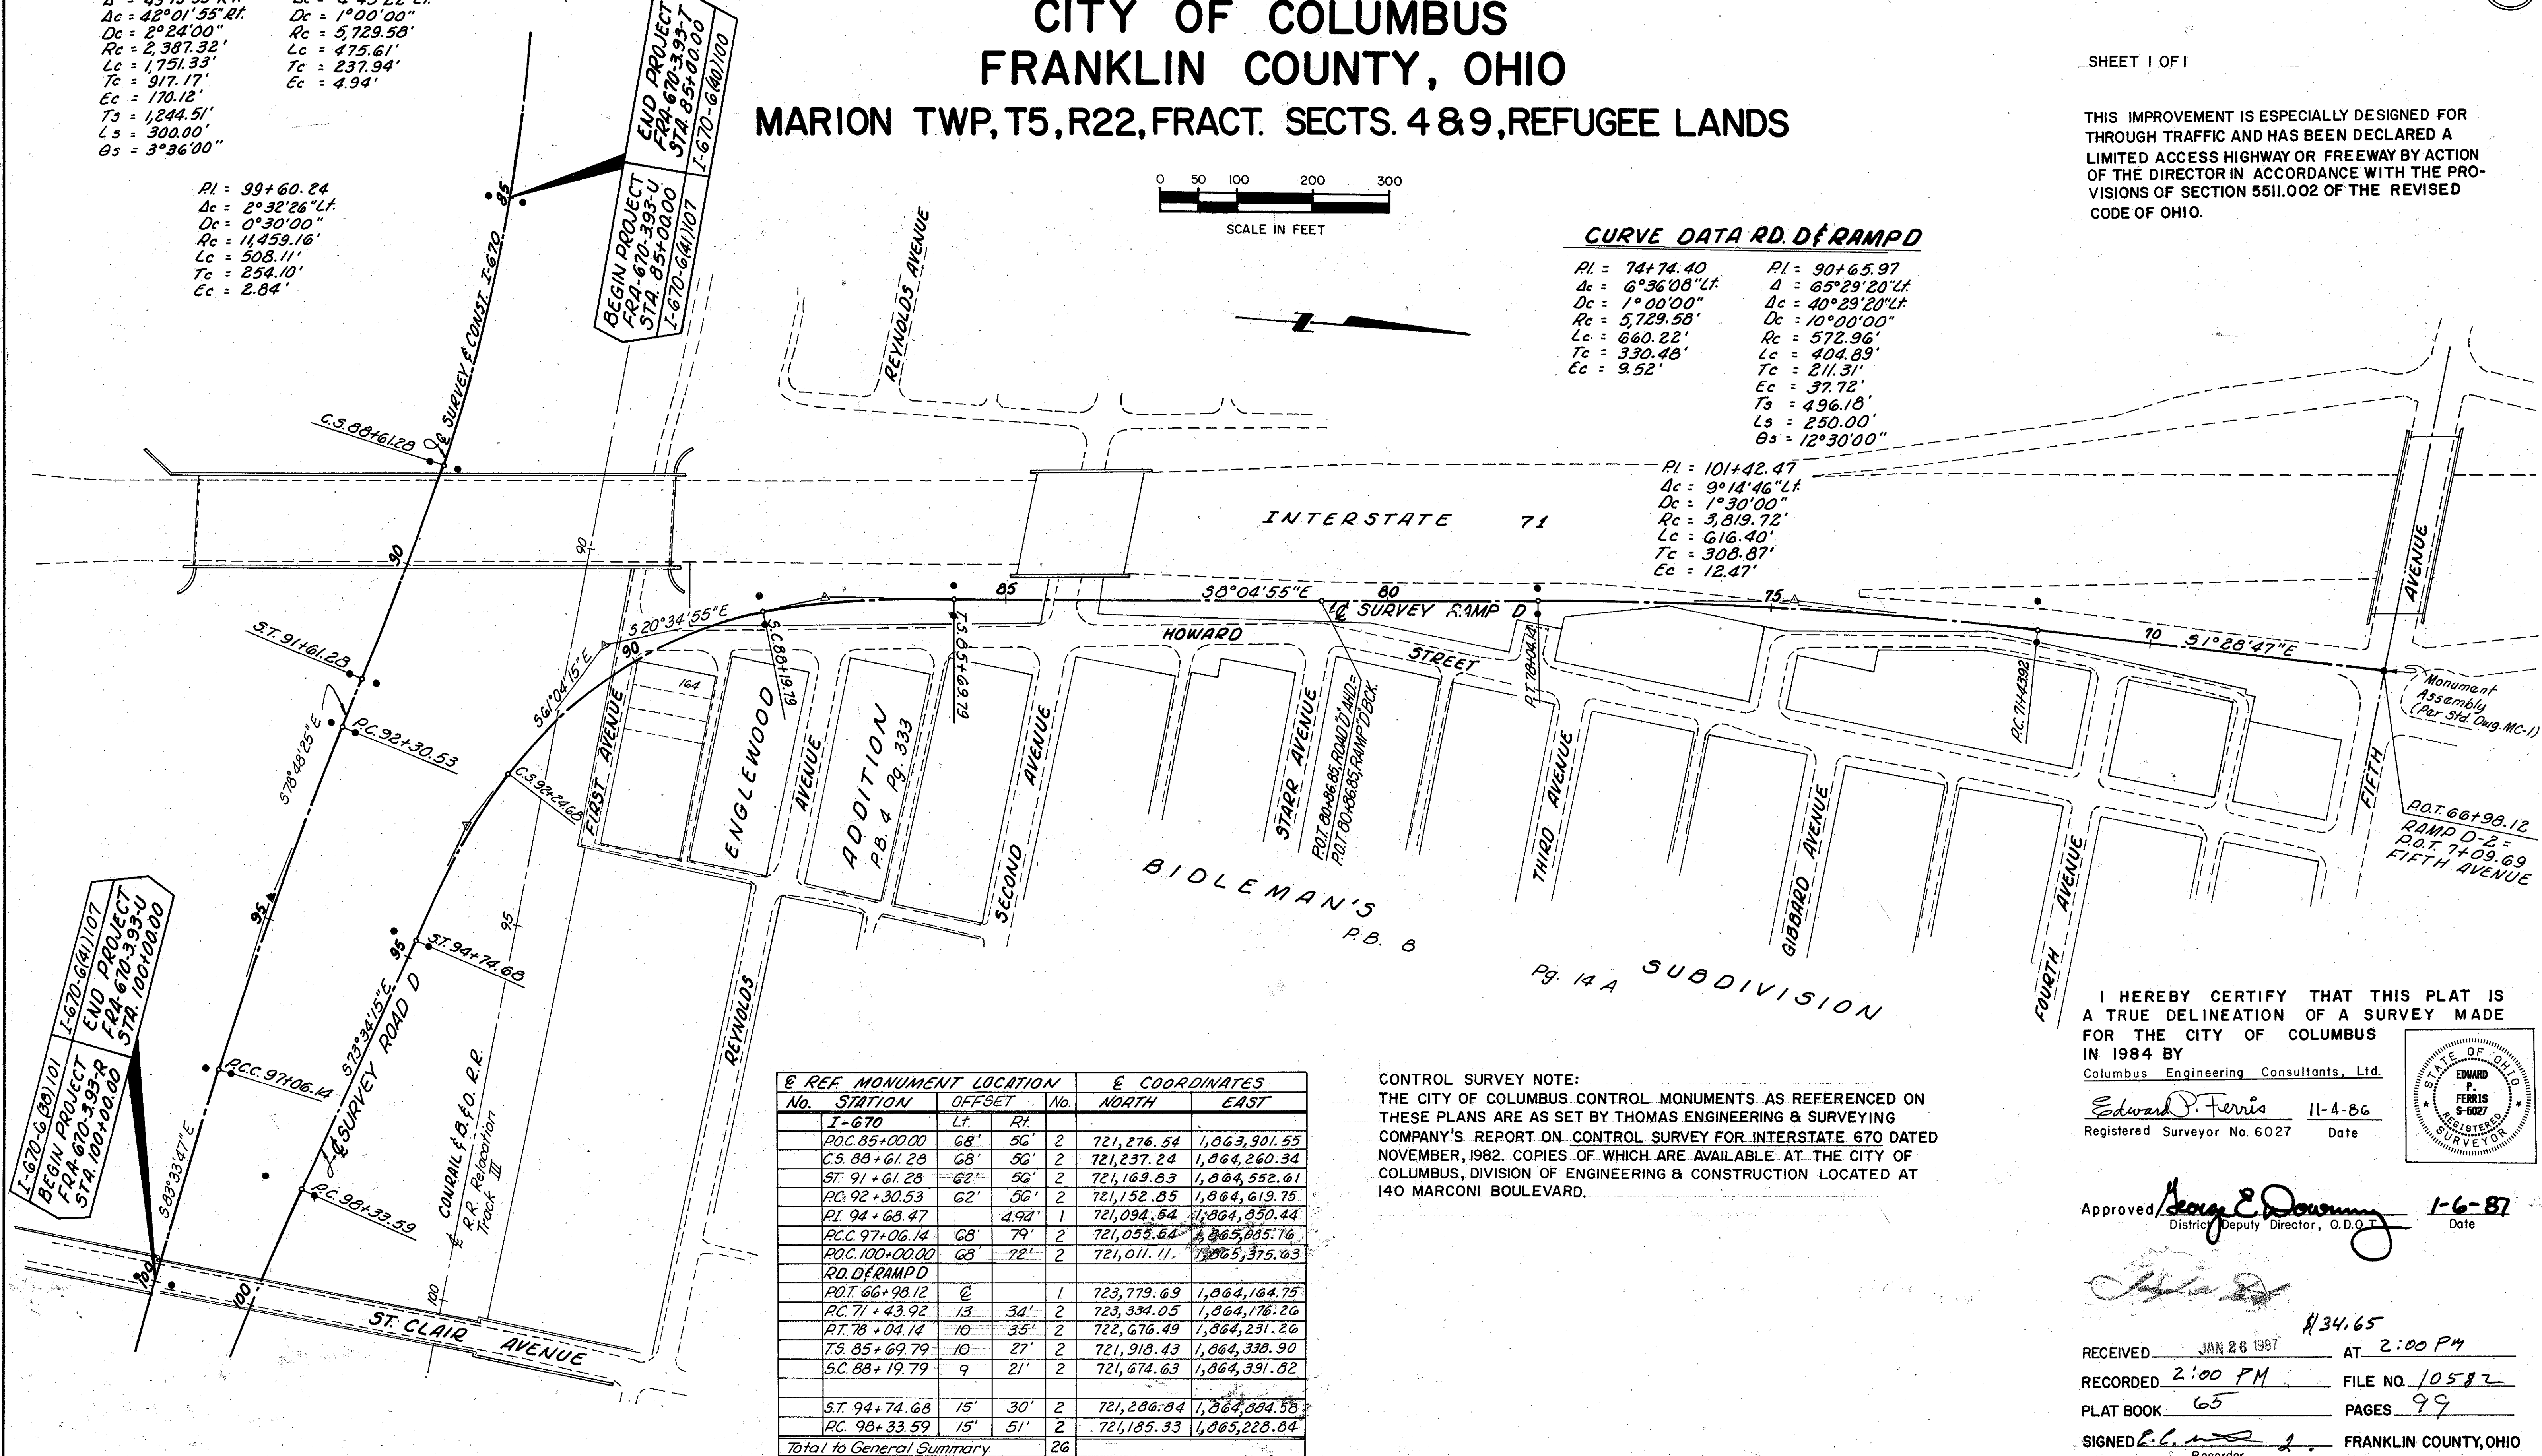 Δc = 42°01'55" Rt.
Dc = 2°24'00"
Rc = 2,387.32'
Lc = 1,751.33'
Tc = 917.17'
Ec = 170.12'
Ts = 1,244.51'
Ls = 300.00'
θs = 3°36'00"
Dc = 1°00'00"
Rc = 5,729.58'
Lc = 475.61'
Tc = 237.94'
Ec = 4.94'
P.I. = 99+60.24
Δc = 2°32'26" Lt.
Dc = 0°30'00"
Rc = 11,459.16'
Lc = 508.11'
Tc = 254.10'
Ec = 2.84'
END PROJECT
FRA-670-3.93-T
STA. 85+00.00
I-670-6(40)100
BEGIN PROJECT
FRA-670-3.93-U
STA. 85+00.00
I-670-6(41)107
CITY OF COLUMBUS
FRANKLIN COUNTY, OHIO
MARION TWP, T5, R22, FRACT. SECTS. 4 & 9, REFUGEE LANDS
0 50 100 200 300
SCALE IN FEET
SHEET 1 OF 1
THIS IMPROVEMENT IS ESPECIALLY DESIGNED FOR
THROUGH TRAFFIC AND HAS BEEN DECLARED A
LIMITED ACCESS HIGHWAY OR FREEWAY BY ACTION
OF THE DIRECTOR IN ACCORDANCE WITH THE PRO-
VISIONS OF SECTION 5511.002 OF THE REVISED
CODE OF OHIO.
CURVE DATA RD. D & RAMP D
P.I. = 74+74.40
Δc = 6°36'08" Lt.
Dc = 1°00'00"
Rc = 5,729.58'
Lc = 660.22'
Tc = 330.48'
Ec = 9.52'
P.I. = 90+65.97
Δ = 65°29'20" Lt.
Δc = 40°29'20" Lt.
Dc = 10°00'00"
Rc = 572.96'
Lc = 404.89'
Tc = 211.31'
Ec = 37.72'
Ts = 496.18'
Ls = 250.00'
θs = 12°30'00"
P.I. = 101+42.47
Δc = 9°14'46" Lt.
Dc = 1°30'00"
Rc = 3,819.72'
Lc = 616.40'
Tc = 308.87'
Ec = 12.47'
85
℄ SURVEY & CONST. I-670
C.S. 88+61.28
90
S.T. 91+61.28
P.C. 92+30.53
S78°48'25"E
95
P.C.C. 97+06.14
S83°33'47"E
100
REYNOLDS AVENUE
INTERSTATE 71
90
S20°34'55"E
90
S61°04'15"E
S.C. 88+19.79
T.S. 85+69.79
85
S8°04'55"E
80
℄ SURVEY RAMP D
HOWARD
STREET
P.T. 78+04.14
75
P.C. 71+43.92
70
S1°28'47"E
FIFTH AVENUE
Monument
Assembly
(Per Std. Dwg. MC-1)
P.O.T. 66+98.12
RAMP D-2 =
P.O.T. 7+09.69
FIFTH AVENUE
C.S. 92+24.68
FIRST AVENUE
164
ENGLEWOOD
AVENUE
ADDITION
P.B. 4 Pg. 333
SECOND AVENUE
STARR AVENUE
P.O.T. 80+86.85, ROAD 'D' AHD. =
P.O.T. 80+86.85, RAMP 'D' BCK.
THIRD AVENUE
GIBBARD AVENUE
FOURTH AVENUE
BIDLEMAN'S
P.B. 8
Pg. 14 A
SUBDIVISION
REYNOLDS
95
S.T. 94+74.68
95
S73°34'15"E
℄ SURVEY ROAD D
P.C. 98+33.59
℄ CONRAIL & B. & O. R.R.
R.R. Relocation
Track III
100
100
ST. CLAIR AVENUE
I-670-6(41)107
END PROJECT
FRA-670-3.93-U
STA. 100+00.00
I-670-6(38)101
BEGIN PROJECT
FRA-670-3.93-R
STA. 100+00.00
℄ REF. MONUMENT LOCATION ℄ COORDINATES
No. STATION OFFSET No. NORTH EAST
I-670 Lt. Rt.
P.O.C. 85+00.00 68' 56' 2 721,276.54 1,863,901.55
C.S. 88+61.28 68' 56' 2 721,237.24 1,864,260.34
S.T. 91+61.28 62' 56' 2 721,169.83 1,864,552.61
P.C. 92+30.53 62' 56' 2 721,152.85 1,864,619.75
P.I. 94+68.47 4.94' 1 721,094.54 1,864,850.44
P.C.C. 97+06.14 68' 79' 2 721,055.54 1,865,085.16
P.O.C. 100+00.00 68' 72' 2 721,011.11 1,865,375.63
RD. D & RAMP D
P.O.T. 66+98.12 ℄ 1 723,779.69 1,864,164.75
P.C. 71+43.92 13 34' 2 723,334.05 1,864,176.26
P.T. 78+04.14 10 35' 2 722,676.49 1,864,231.26
T.S. 85+69.79 10 27' 2 721,918.43 1,864,338.90
S.C. 88+19.79 9 21' 2 721,674.63 1,864,391.82
S.T. 94+74.68 15' 30' 2 721,286.84 1,864,884.58
P.C. 98+33.59 15' 51' 2 721,185.33 1,865,228.84
Total to General Summary 26
CONTROL SURVEY NOTE:
THE CITY OF COLUMBUS CONTROL MONUMENTS AS REFERENCED ON
THESE PLANS ARE AS SET BY THOMAS ENGINEERING & SURVEYING
COMPANY'S REPORT ON CONTROL SURVEY FOR INTERSTATE 670 DATED
NOVEMBER, 1982. COPIES OF WHICH ARE AVAILABLE AT THE CITY OF
COLUMBUS, DIVISION OF ENGINEERING & CONSTRUCTION LOCATED AT
140 MARCONI BOULEVARD.
I HEREBY CERTIFY THAT THIS PLAT IS
A TRUE DELINEATION OF A SURVEY MADE
FOR THE CITY OF COLUMBUS
IN 1984 BY
Columbus Engineering Consultants, Ltd.
Edward P. Ferris 11-4-86
Registered Surveyor No. 6027 Date
STATE OF OHIO
EDWARD
P.
FERRIS
S-6027
REGISTERED
SURVEYOR
Approved George E Downing 1-6-87
District Deputy Director, O.D.O.T. Date
$134.65
RECEIVED JAN 26 1987 AT 2:00 PM
RECORDED 2:00 PM FILE NO. 10582
PLAT BOOK 65 PAGES 99
SIGNED FRANKLIN COUNTY, OHIO
Recorder